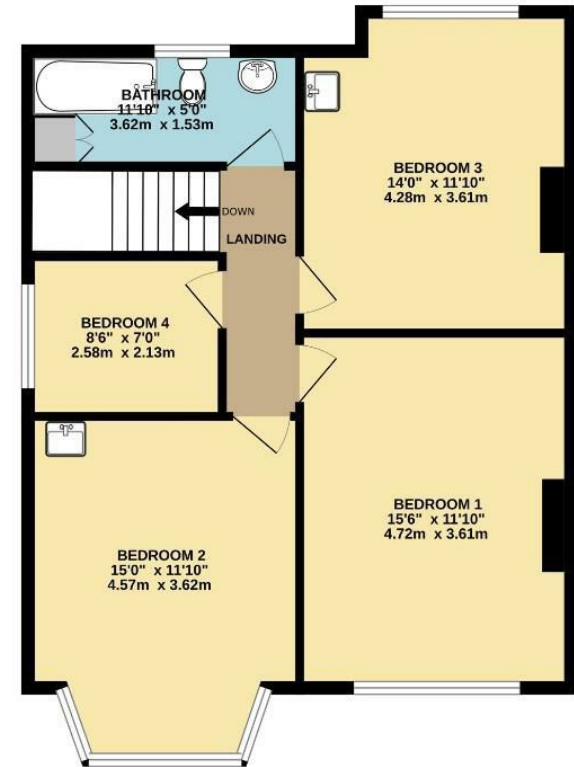 BATHROOM
11'10" x 5'0"
3.62m x 1.53m
BEDROOM 3
14'0" x 11'10"
4.28m x 3.61m
DOWN
LANDING
BEDROOM 4
8'6" x 7'0"
2.58m x 2.13m
BEDROOM 1
15'6" x 11'10"
4.72m x 3.61m
BEDROOM 2
15'0" x 11'10"
4.57m x 3.62m